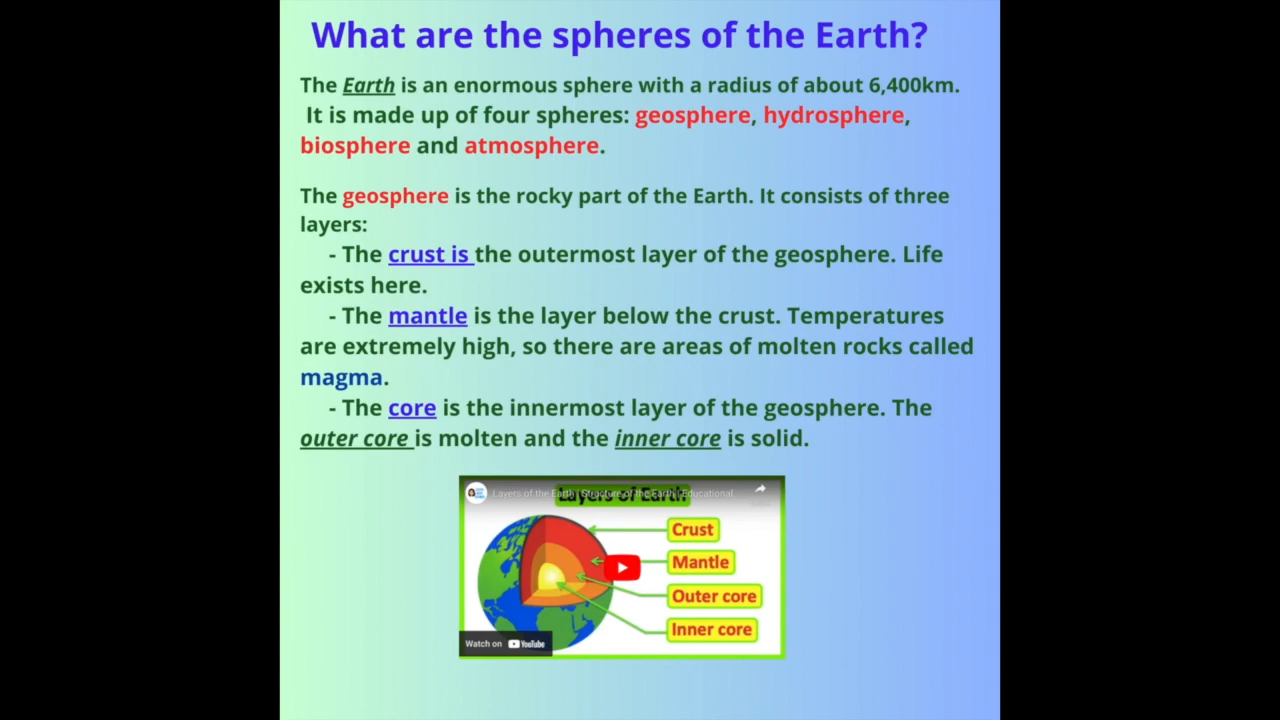 What are the spheres of the Earth?
The Earth is an enormous sphere with a radius of about 6,400km.
It is made up of four spheres: geosphere, hydrosphere,
biosphere and atmosphere.
The geosphere is the rocky part of the Earth. It consists of three
layers:
- The crust is the outermost layer of the geosphere. Life
exists here.
- The mantle is the layer below the crust. Temperatures
are extremely high, so there are areas of molten rocks called
magma.
- The core is the innermost layer of the geosphere. The
outer core is molten and the inner core is solid.
Layers of the Earth | Structure of the Earth | Educational
Layers of Earth
Crust
Mantle
Outer core
Inner core
Watch on YouTube